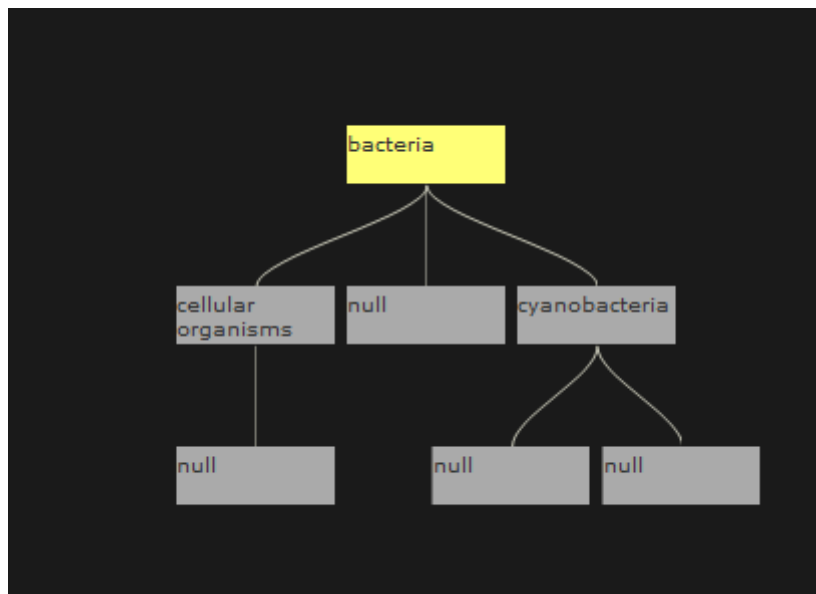 bacteria
cellular
organisms
null
cyanobacteria
null
null
null